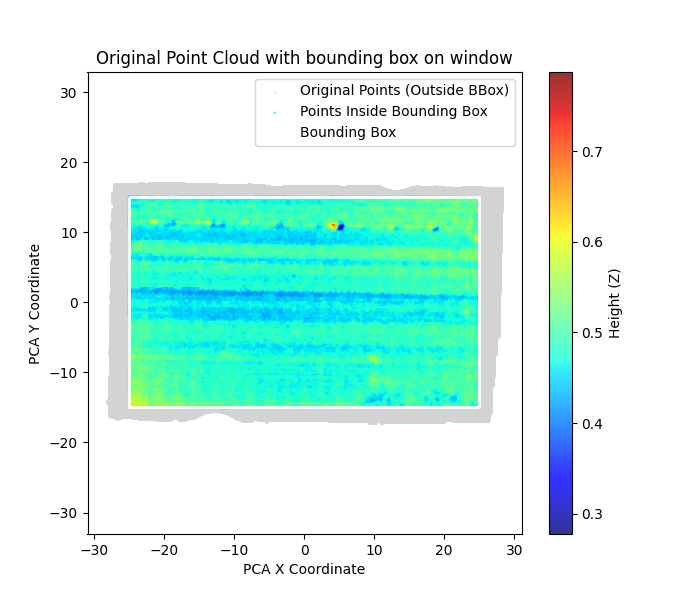 Original Point Cloud with bounding box on window
Original Points (Outside BBox)
Points Inside Bounding Box
Bounding Box
30
20
10
0
−10
−20
−30
PCA Y Coordinate
−30
−20
−10
0
10
20
30
PCA X Coordinate
0.7
0.6
0.5
0.4
0.3
Height (Z)